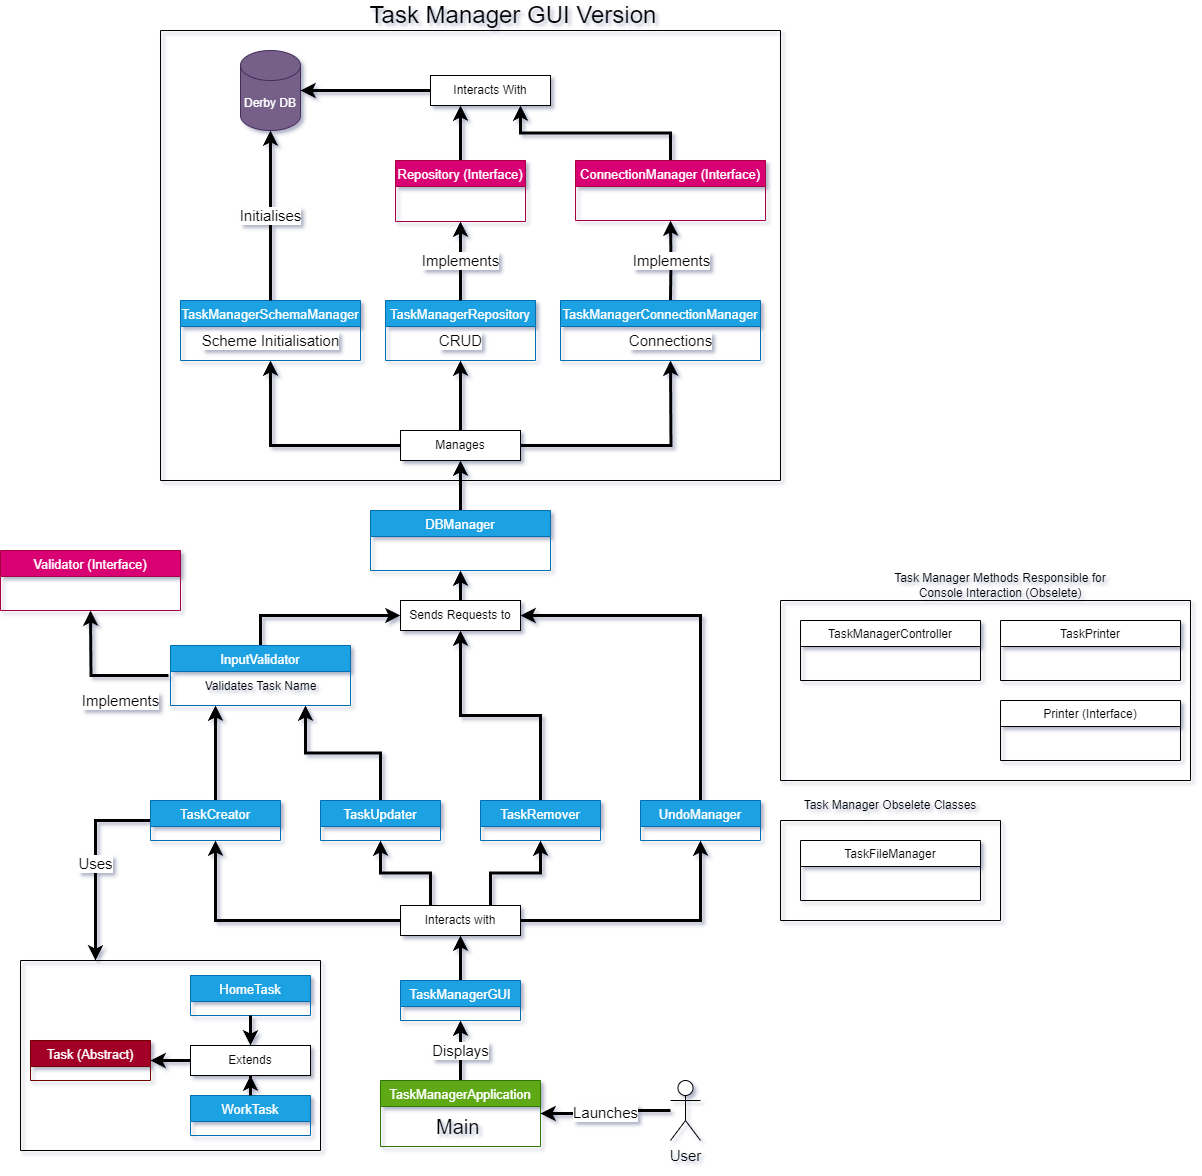 Task Manager GUI Version
Derby DB
Interacts With
Repository (Interface)
ConnectionManager (Interface)
Initialises
Implements
Implements
TaskManagerSchemaManager
Scheme Initialisation
TaskManagerRepository
CRUD
TaskManagerConnectionManager
Connections
Manages
DBManager
Validator (Interface)
Sends Requests to
InputValidator
Validates Task Name
Implements
Task Manager Methods Responsible for
Console Interaction (Obselete)
TaskManagerController
TaskPrinter
Printer (Interface)
TaskCreator
TaskUpdater
TaskRemover
UndoManager
Task Manager Obselete Classes
TaskFileManager
Uses
Interacts with
HomeTask
Task (Abstract)
Extends
WorkTask
TaskManagerGUI
Displays
TaskManagerApplication
Main
Launches
User